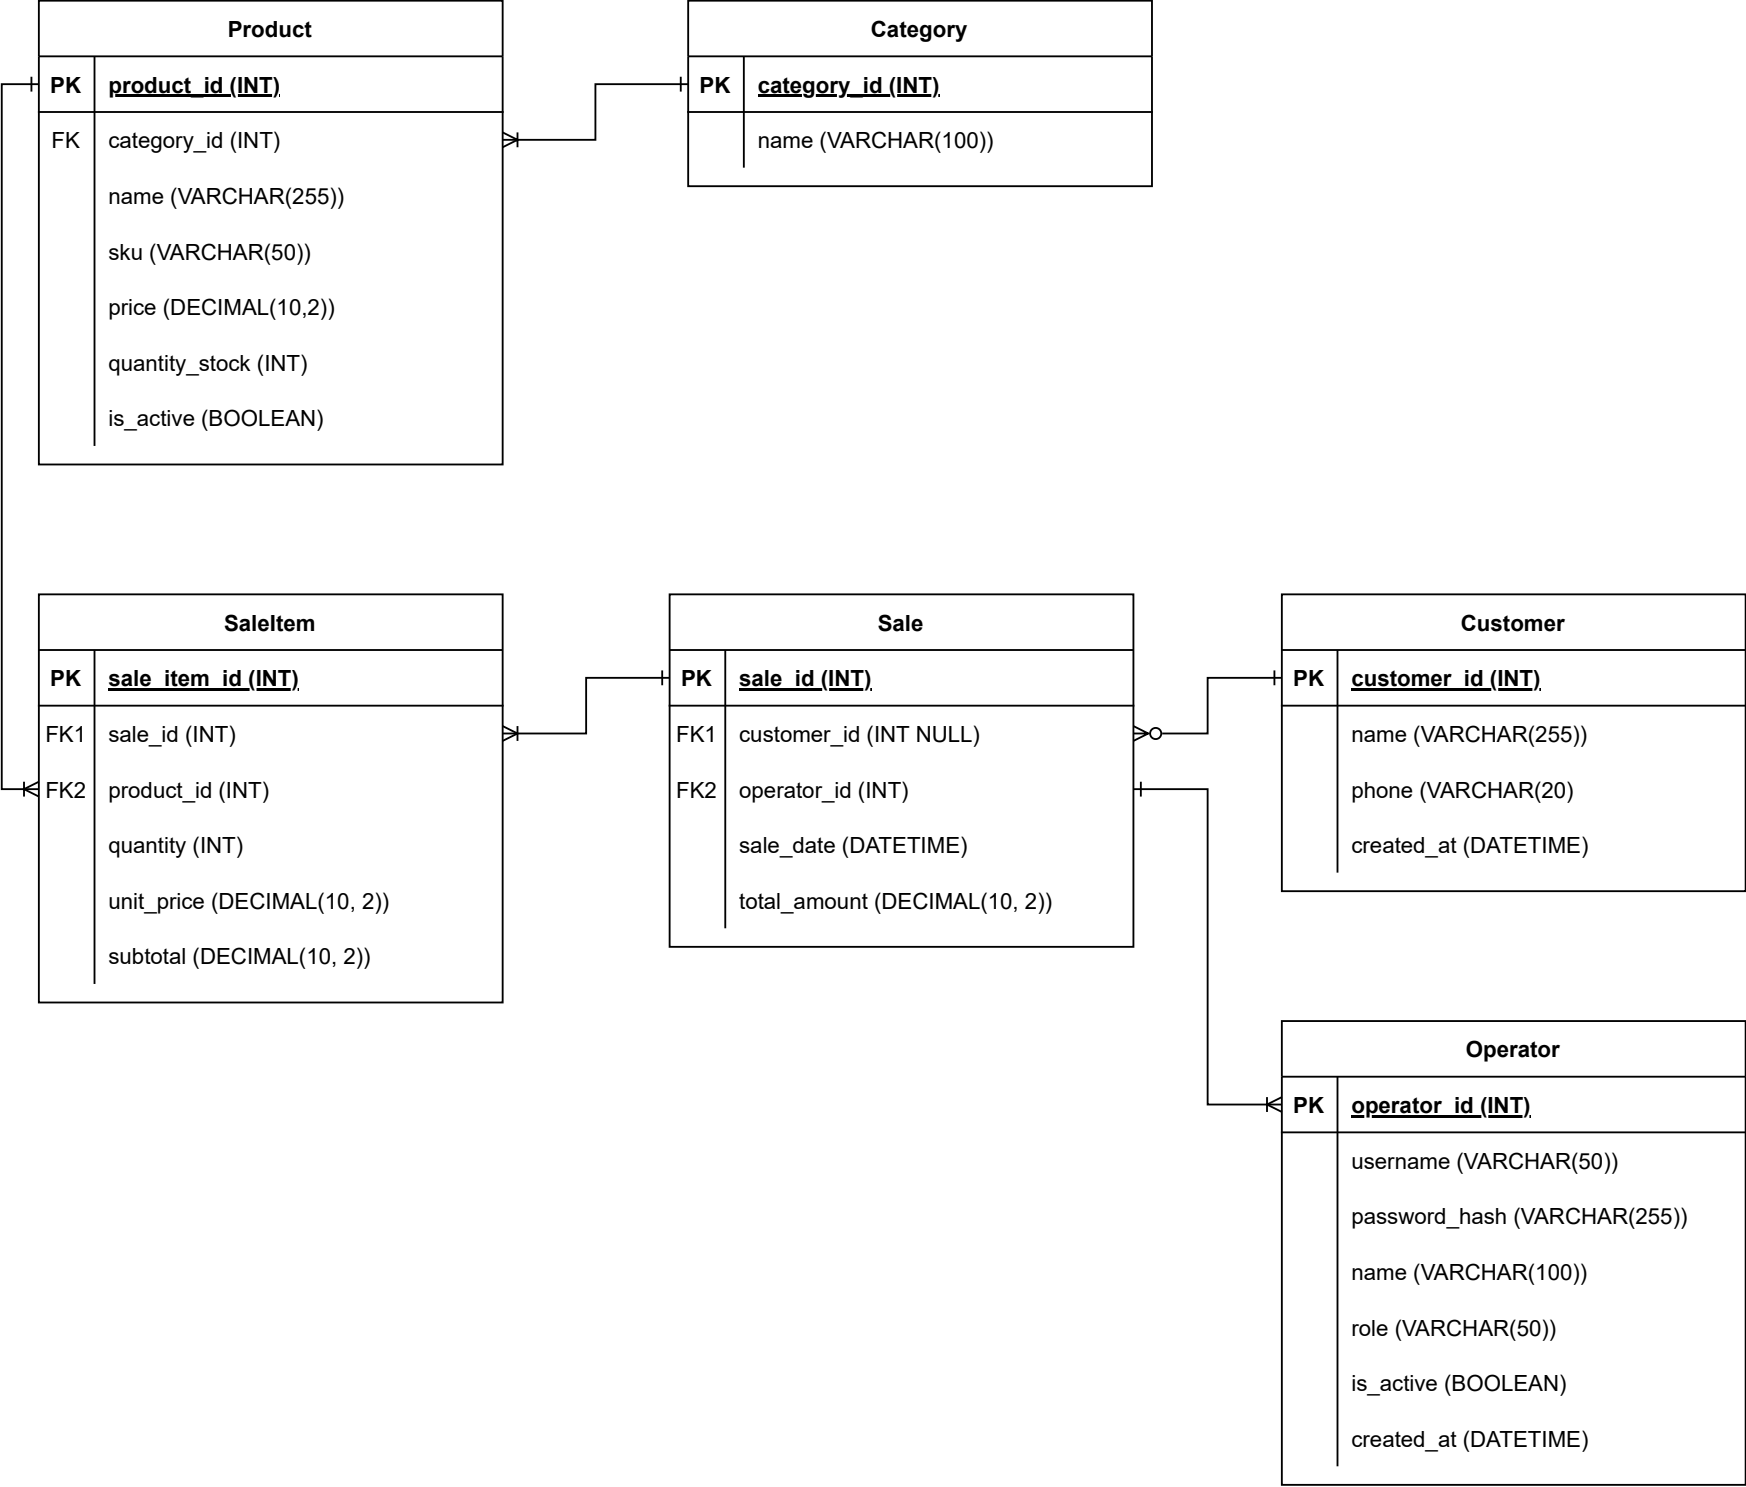 Product
PK product_id (INT)
FK category_id (INT)
name (VARCHAR(255))
sku (VARCHAR(50))
price (DECIMAL(10,2))
quantity_stock (INT)
is_active (BOOLEAN)
Category
PK category_id (INT)
name (VARCHAR(100))
SaleItem
PK sale_item_id (INT)
FK1 sale_id (INT)
FK2 product_id (INT)
quantity (INT)
unit_price (DECIMAL(10, 2))
subtotal (DECIMAL(10, 2))
Sale
PK sale_id (INT)
FK1 customer_id (INT NULL)
FK2 operator_id (INT)
sale_date (DATETIME)
total_amount (DECIMAL(10, 2))
Customer
PK customer_id (INT)
name (VARCHAR(255))
phone (VARCHAR(20)
created_at (DATETIME)
Operator
PK operator_id (INT)
username (VARCHAR(50))
password_hash (VARCHAR(255))
name (VARCHAR(100))
role (VARCHAR(50))
is_active (BOOLEAN)
created_at (DATETIME)